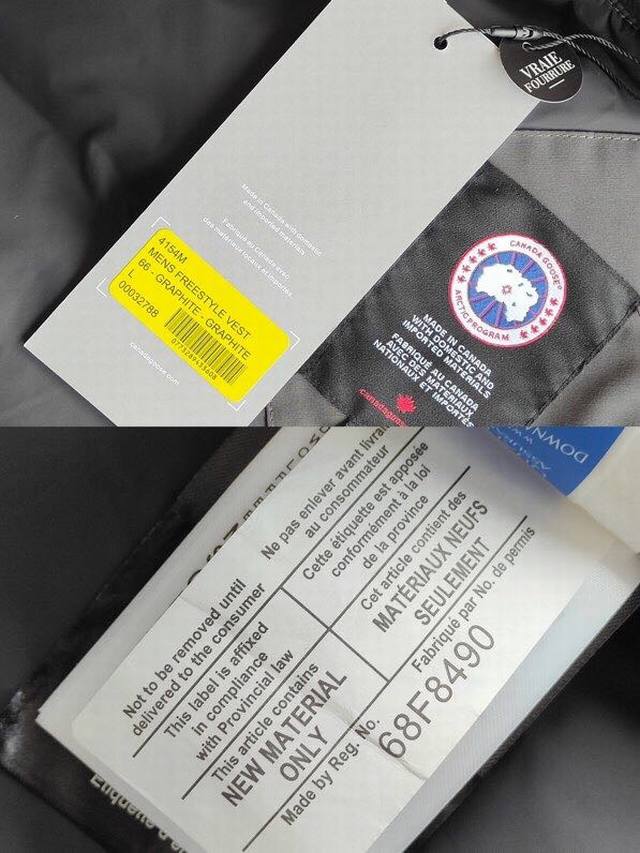 VRAIE
FOURRURE
Made in Canada with domestic
and imported materials.
Fabriqué au Canada avec
des matériaux locaux et importés.
4154M
MENS FREESTYLE VEST
66 . GRAPHITE - GRAPHITE
L
00032788
canadagoose.com
CANADA GOOSE
ARCTIC PROGRAM
MADE IN CANADA
WITH DOMESTIC AND
IMPORTED MATERIALS
FABRIQUÉ AU CANADA
AVEC DES MATÉRIAUX
NATIONAUX ET IMPORTÉS
canadagoos
DOWN
Ne pas enlever avant livrai
au consommateur
Cette étiquette est apposée
conformément à la loi
de la province
Cet article contient des
MATÉRIAUX NEUFS
SEULEMENT
Fabriqué par No. de permis
Not to be removed until
delivered to the consumer
This label is affixed
in compliance
with Provincial law
This article contains
NEW MATERIAL
ONLY
Made by Reg. No.
68F8490